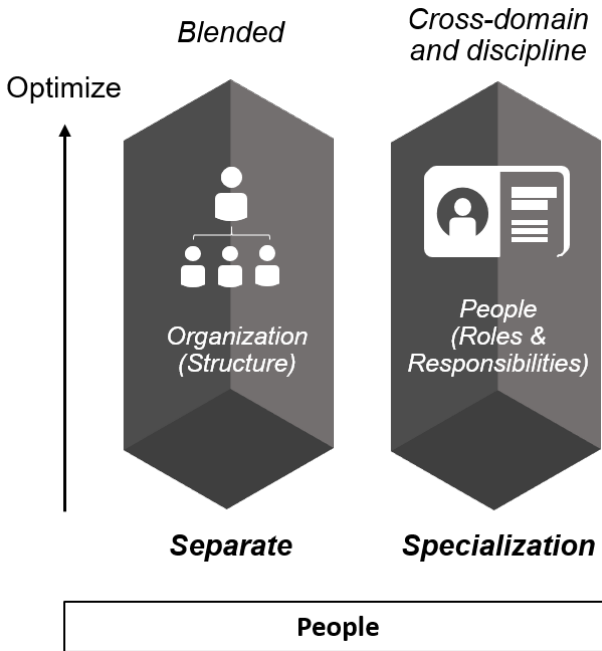 Blended
Cross-domain
and discipline
Optimize
Organization
(Structure)
People
(Roles &
Responsibilities)
Separate
Specialization
People